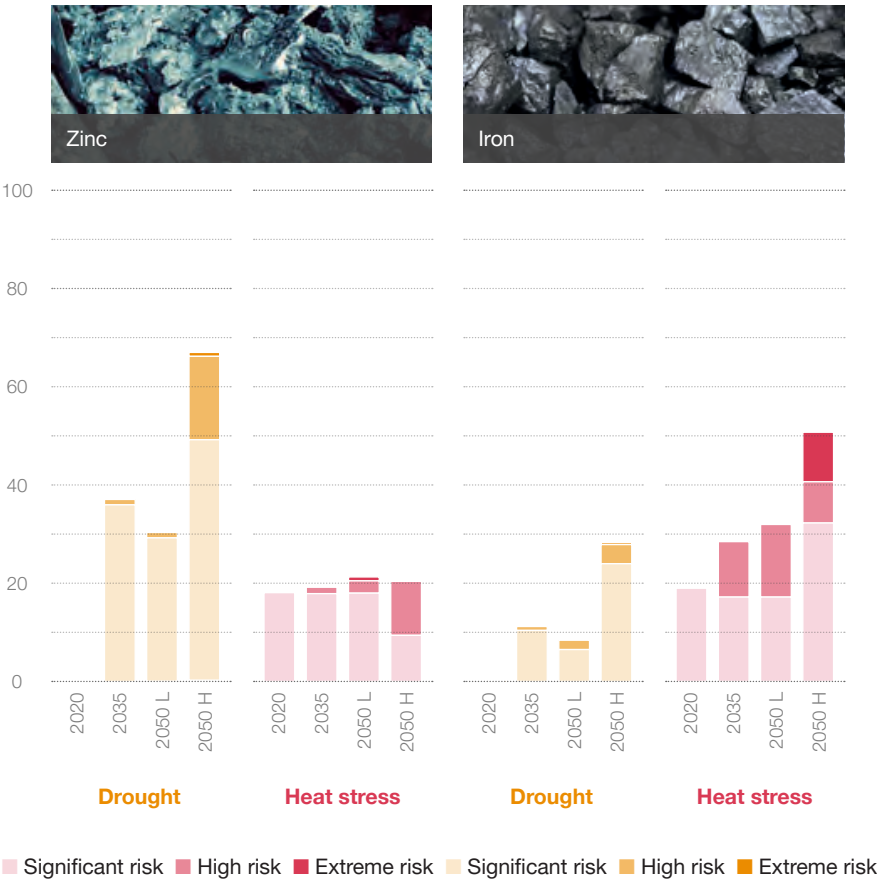 Zinc
Iron
100
80
60
40
20
0
2020
2035
2050 L
2050 H
2020
2035
2050 L
2050 H
2020
2035
2050 L
2050 H
2020
2035
2050 L
2050 H
Drought
Heat stress
Drought
Heat stress
Significant risk High risk Extreme risk Significant risk High risk Extreme risk